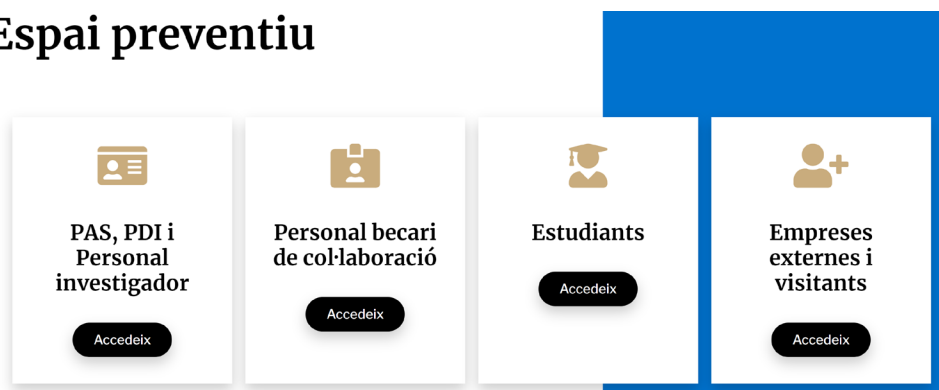 Espai preventiu
PAS, PDI i
Personal
investigador
Accedeix
Personal becari
de col·laboració
Accedeix
Estudiants
Accedeix
Empreses
externes i
visitants
Accedeix